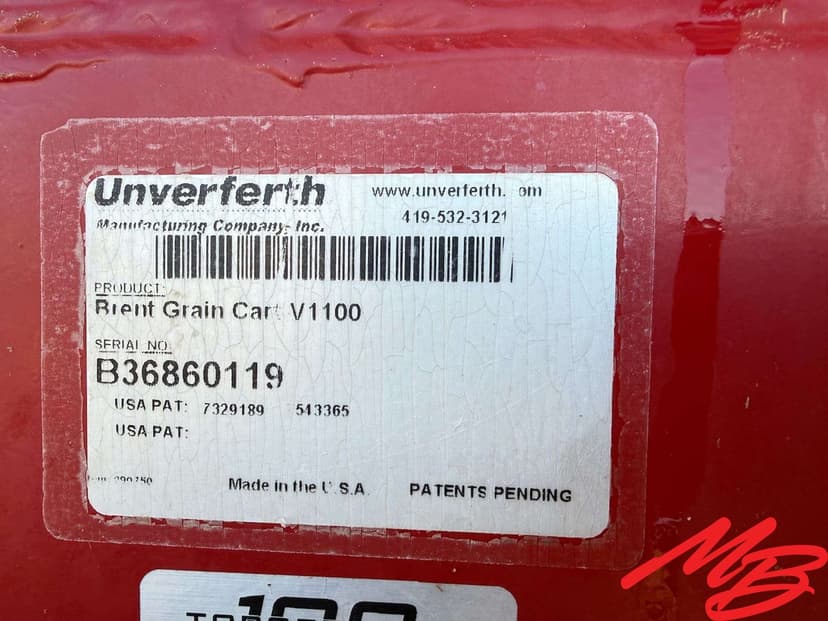 Unverferth
www.unverferth. om
Manufacturing Company, Inc.
419-532-3121
PRODUCT:
Brent Grain Cart V1100
SERIAL NO:
B36860119
USA PAT: 7329189 543365
USA PAT:
Made in the U.S.A.
PATENTS PENDING
MB